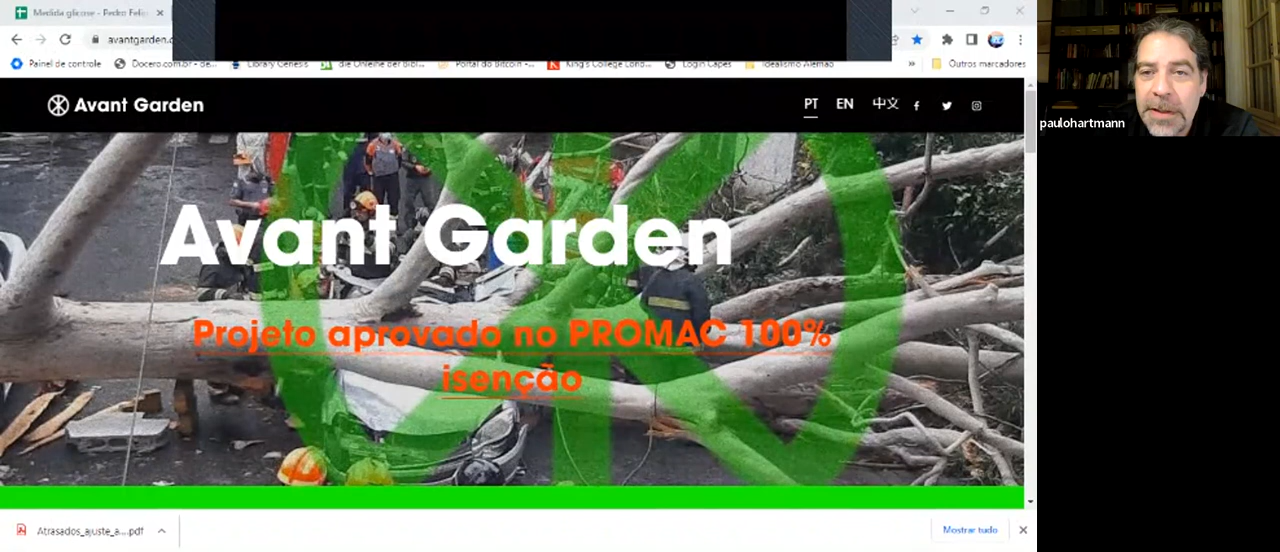 Medida glicose - Pedro Feli
avantgarden.c
Painel de controle
Docero.com.br - de...
Library Genesis
die Onleihe der Bibl...
Portal do Bitcoin -...
King's College Lond...
Login Capes
Idealismo Alemão
»
Outros marcadores
Avant Garden
PT EN 中文
paulohartmann
Avant Garden
Projeto aprovado no PROMAC 100%
isenção
Atrasados_ajuste_a....pdf
Mostrar tudo